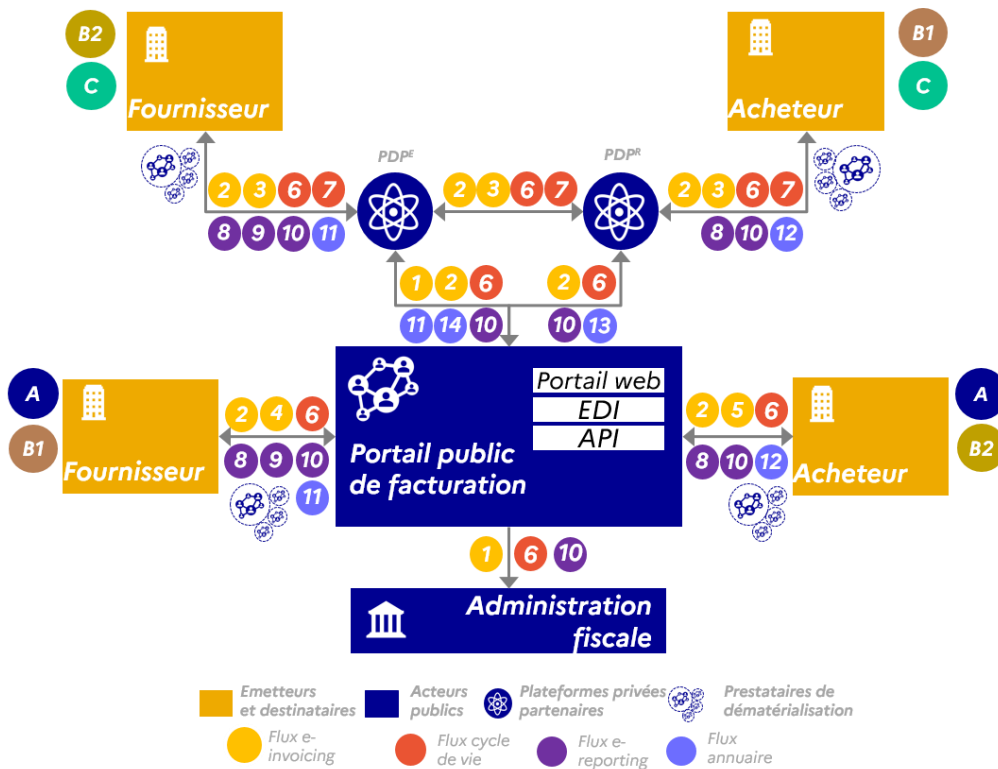 B2
C
Fournisseur
B1
C
Acheteur
PDPᴱ
PDPᴿ
2 3 6 7
8 9 10 11
2 3 6 7
2 3 6 7
8 10 12
1 2 6
11 14 10
2 6
10 13
A
B1
Fournisseur
2 4 6
8 9 10
11
Portail public
de facturation
Portail web
EDI
API
2 5 6
8 10 12
Acheteur
A
B2
1 6 10
Administration
fiscale
Emetteurs
et destinataires
Acteurs
publics
Plateformes privées
partenaires
Prestataires de
dématérialisation
Flux e-
invoicing
Flux cycle
de vie
Flux e-
reporting
Flux
annuaire